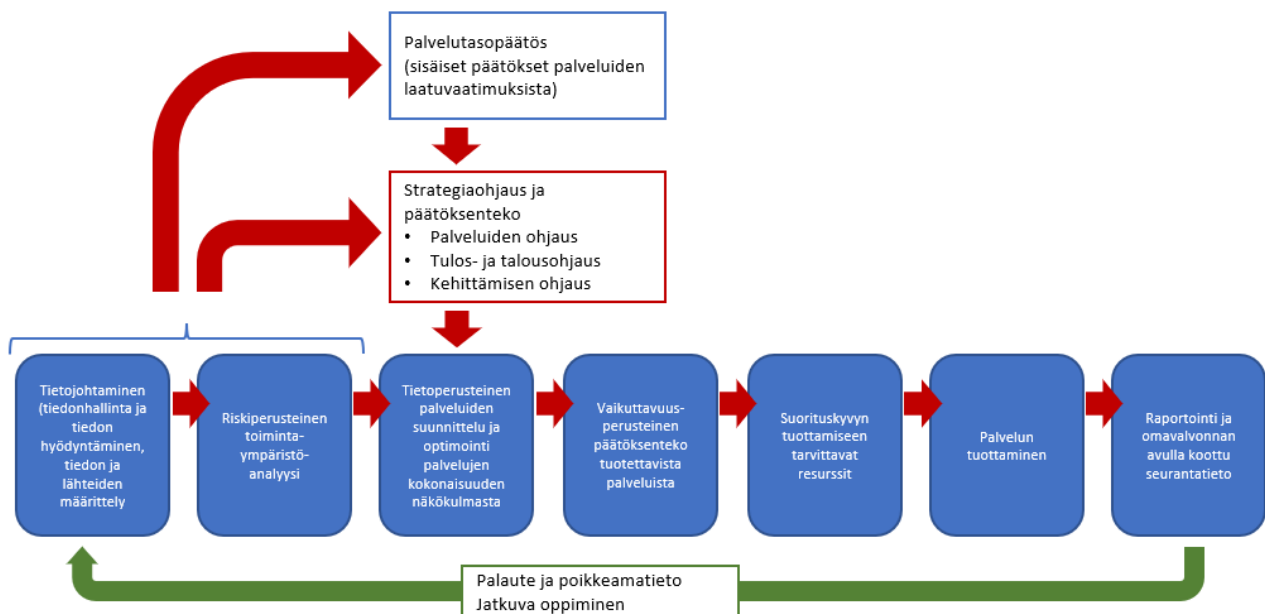 Palvelutasopäätös
(sisäiset päätökset palveluiden
laatuvaatimuksista)
Strategiaohjaus ja
päätöksenteko
• Palveluiden ohjaus
• Tulos- ja talousohjaus
• Kehittämisen ohjaus
Tietojohtaminen
(tiedonhallinta ja
tiedon
hyödyntäminen,
tiedon ja
lähteiden
määrittely
Riskiperusteinen
toiminta-
ympäristö-
analyysi
Tietoperusteinen
palveluiden
suunnittelu ja
optimointi
palvelujen
kokonaisuuden
näkökulmasta
Vaikuttavuus-
perusteinen
päätöksenteko
tuotettavista
palveluista
Suorituskyvyn
tuottamiseen
tarvittavat
resurssit
Palvelun
tuottaminen
Raportointi ja
omavalvonnan
avulla koottu
seurantatieto
Palaute ja poikkeamatieto
Jatkuva oppiminen